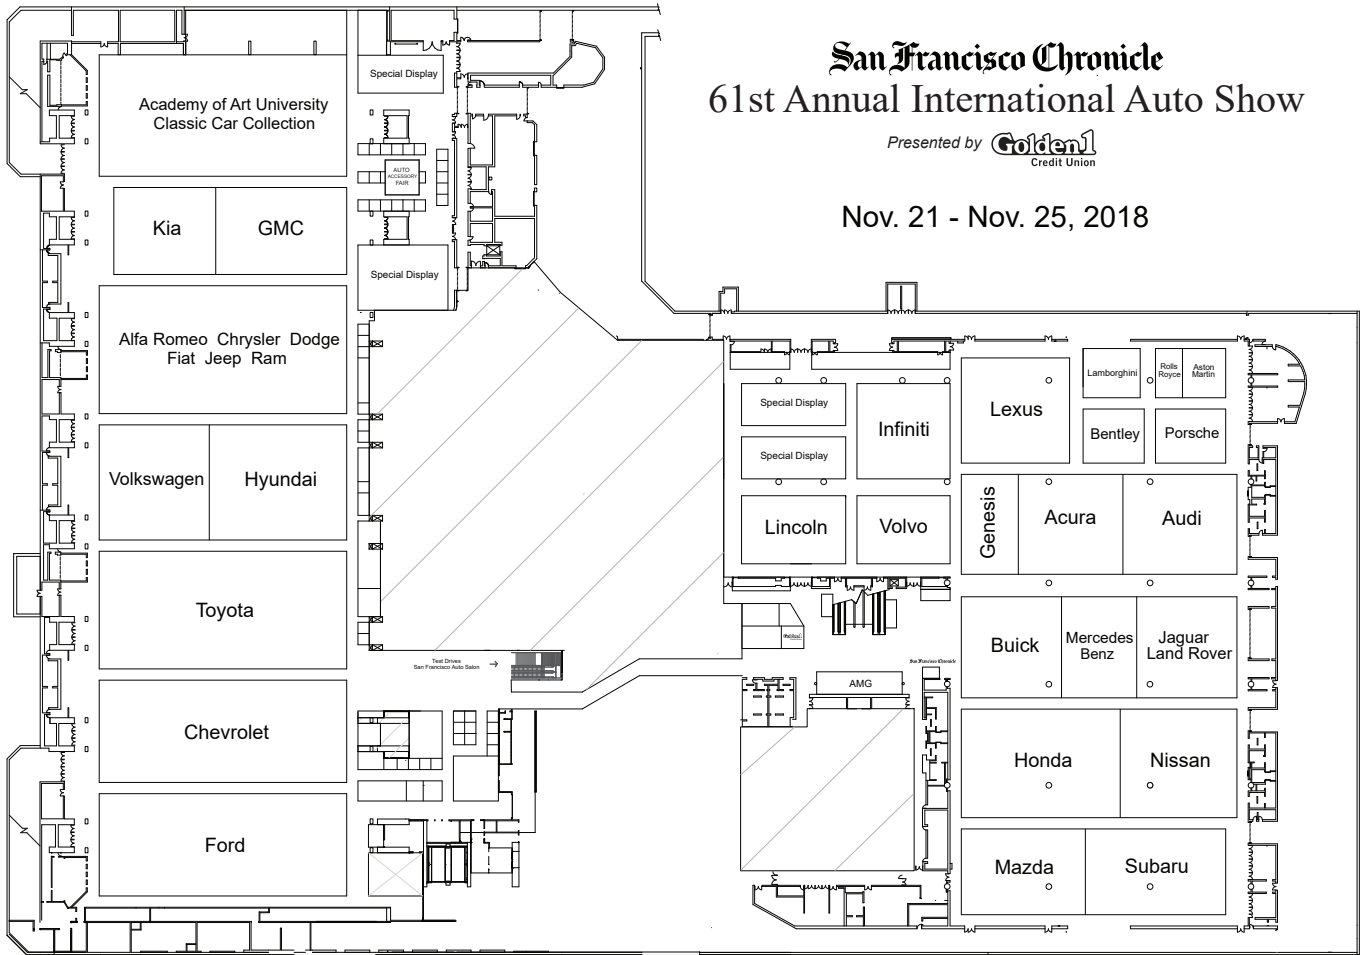 San Francisco Chronicle
61st Annual International Auto Show
Presented by Golden1
Credit Union
Nov. 21 - Nov. 25, 2018
Special Display
Academy of Art University
Classic Car Collection
AUTO
ACCESSORY
FAIR
Kia
GMC
Special Display
Alfa Romeo Chrysler Dodge
Fiat Jeep Ram
Volkswagen
Hyundai
Toyota
Test Drives
San Francisco Auto Salon →
Chevrolet
Ford
Special Display
Special Display
Infiniti
Lincoln
Volvo
Golden1
San Francisco Chronicle
AMG
Lexus
Lamborghini
Rolls
Royce
Aston
Martin
Bentley
Porsche
Genesis
Acura
Audi
Buick
Mercedes
Benz
Jaguar
Land Rover
Honda
Nissan
Mazda
Subaru